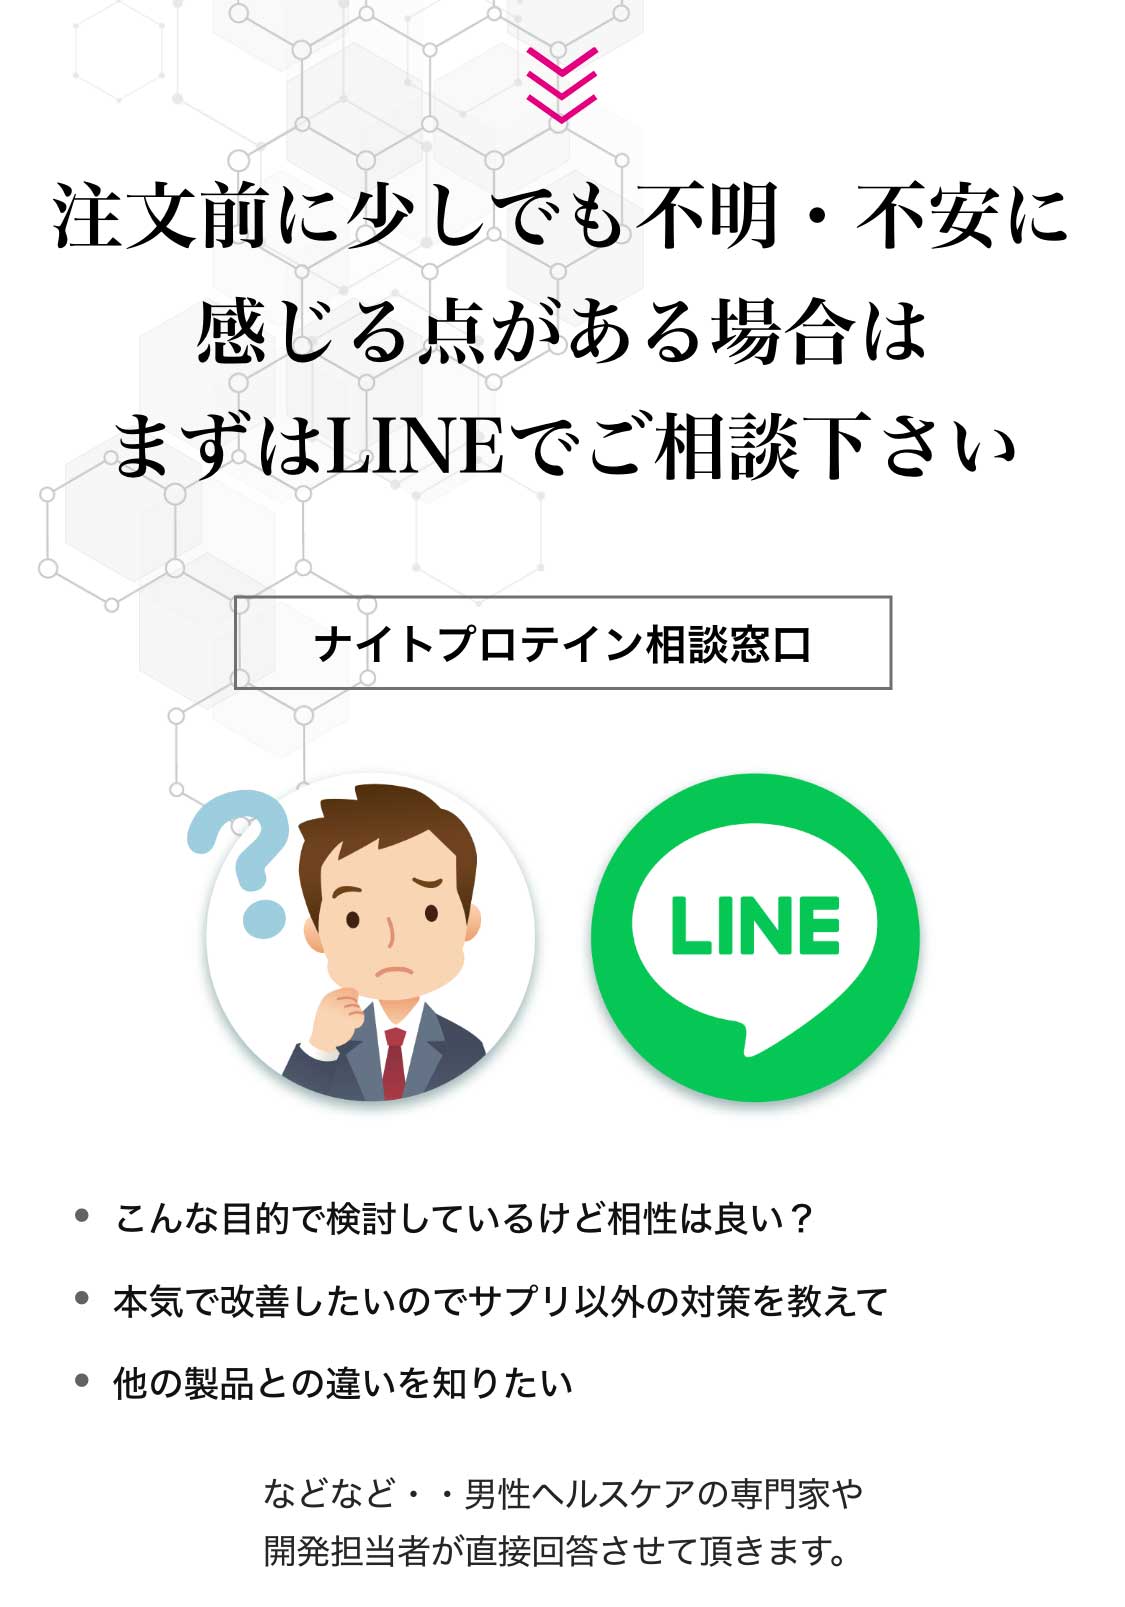 注文前に少しでも不明・不安に
感じる点がある場合は
まずはLINEでご相談下さい
ナイトプロテイン相談窓口
?
LINE
• こんな目的で検討しているけど相性は良い？
• 本気で改善したいのでサプリ以外の対策を教えて
• 他の製品との違いを知りたい
などなど・・男性ヘルスケアの専門家や
開発担当者が直接回答させて頂きます。